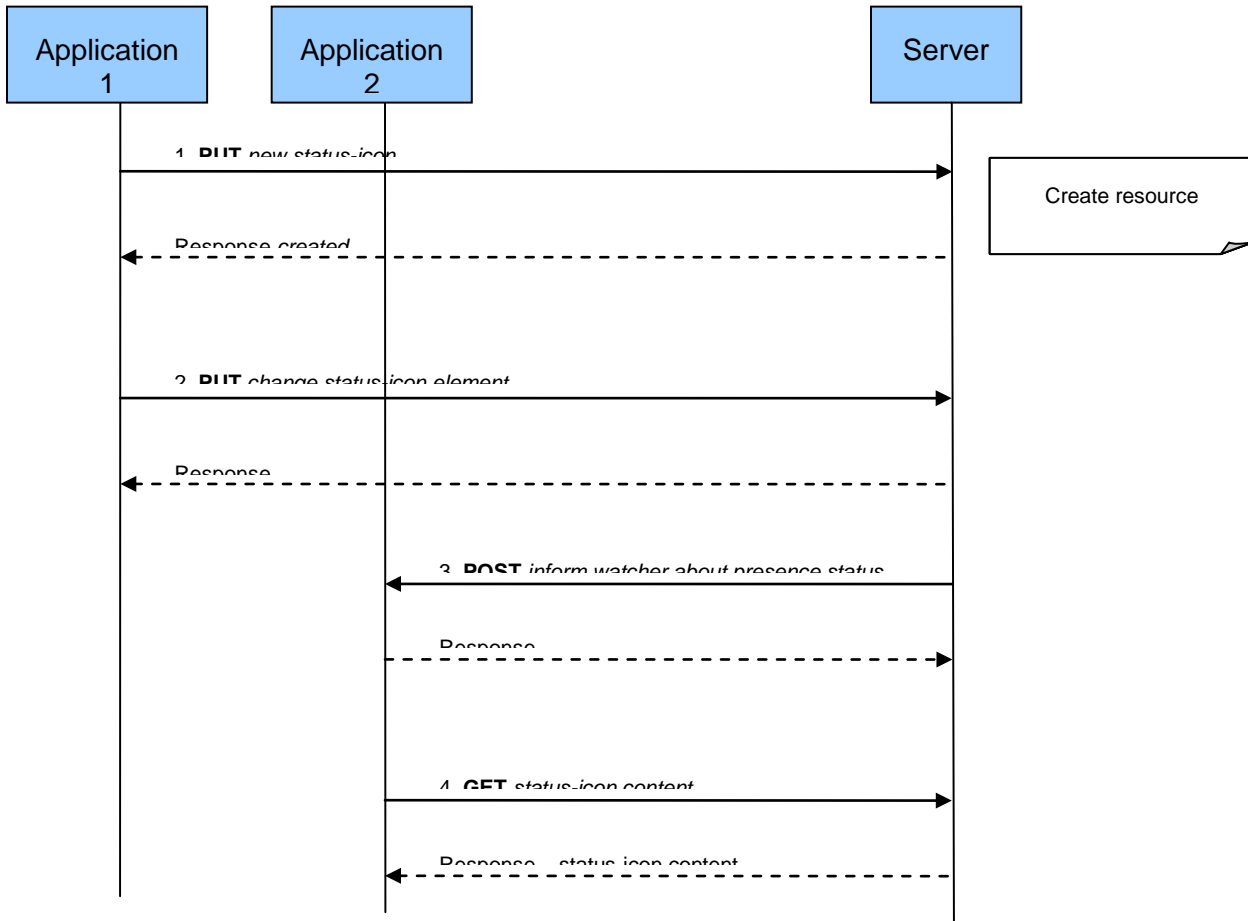 Application
1
Application
2
Server
1. PUT new status-icon
Create resource
Response created
2. PUT change status-icon element
Response
3. POST inform watcher about presence status
Response
4. GET status-icon content
Response – status-icon content